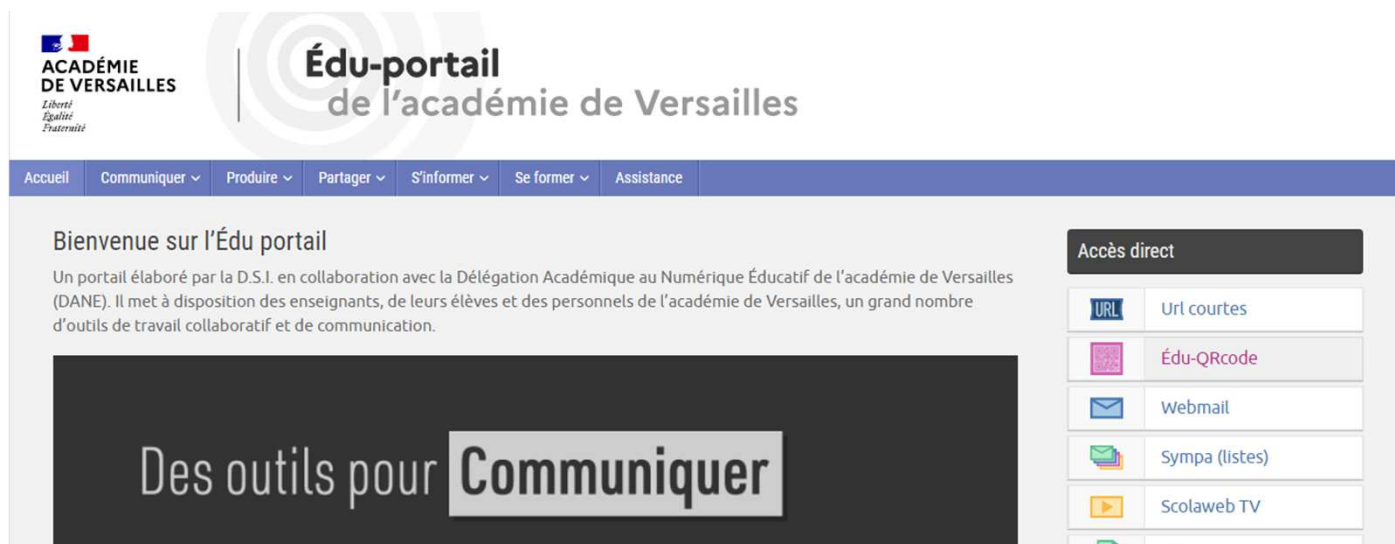 ACADÉMIE
DE VERSAILLES
Liberté
Égalité
Fraternité
Édu-portail
de l'académie de Versailles
Accueil Communiquer Produire Partager S'informer Se former Assistance
Bienvenue sur l'Édu portail
Un portail élaboré par la D.S.I. en collaboration avec la Délégation Académique au Numérique Éducatif de l'académie de Versailles
(DANE). Il met à disposition des enseignants, de leurs élèves et des personnels de l'académie de Versailles, un grand nombre
d'outils de travail collaboratif et de communication.
Des outils pour Communiquer
Accès direct
URL Url courtes
Édu-QRcode
Webmail
Sympa (listes)
Scolaweb TV